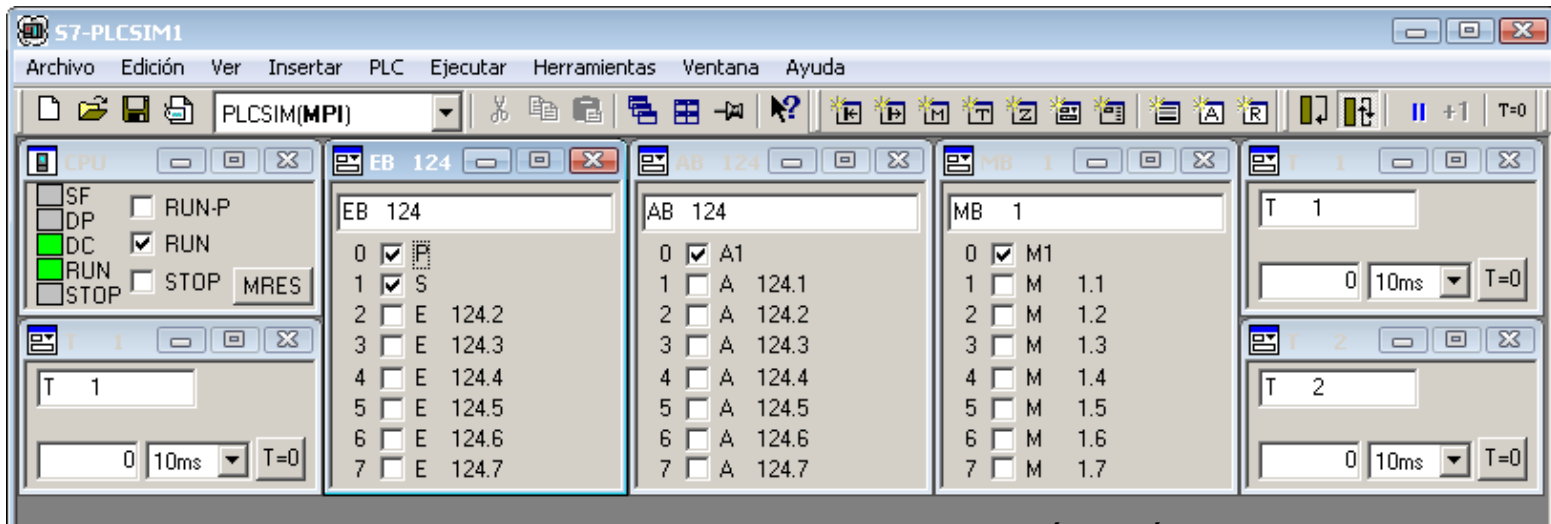 S7-PLCSIM1
Archivo Edición Ver Insertar PLC Ejecutar Herramientas Ventana Ayuda
PLCSIM(MPI) +1 T=0
CPU
SF
DP
DC
RUN
STOP
RUN-P
RUN
STOP
MRES
T 1
T 1
0 10ms T=0
EB 124
EB 124
0 P
1 S
2 E 124.2
3 E 124.3
4 E 124.4
5 E 124.5
6 E 124.6
7 E 124.7
AB 124
AB 124
0 A1
1 A 124.1
2 A 124.2
3 A 124.3
4 A 124.4
5 A 124.5
6 A 124.6
7 A 124.7
MB 1
MB 1
0 M1
1 M 1.1
2 M 1.2
3 M 1.3
4 M 1.4
5 M 1.5
6 M 1.6
7 M 1.7
T 1
T 1
0 10ms T=0
T 2
T 2
0 10ms T=0